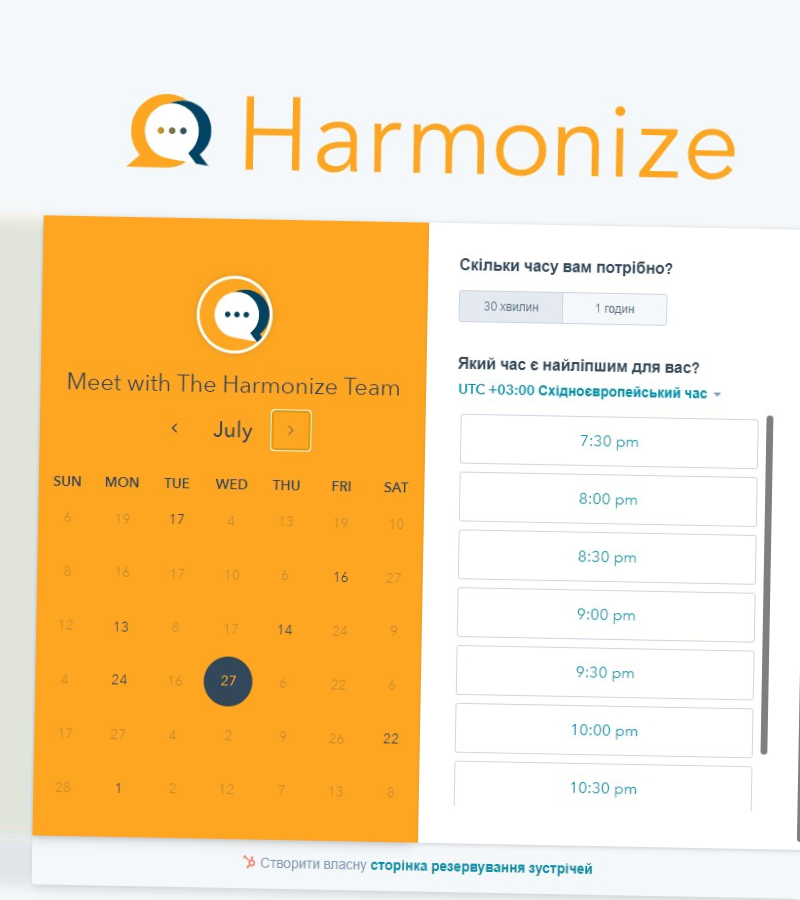 Harmonize
Meet with The Harmonize Team
July
SUN MON TUE WED THU FRI SAT
6 19 17 4 13 19 10
8 16 17 10 6 16 27
12 13 8 17 14 24 9
4 24 16 27 6 22 6
17 27 4 2 9 26 22
28 1 2 12 7 13 8
Скільки часу вам потрібно?
30 хвилин 1 годин
Який час є найліпшим для вас?
UTC +03:00 Східноєвропейський час
7:30 pm
8:00 pm
8:30 pm
9:00 pm
9:30 pm
10:00 pm
10:30 pm
Створити власну сторінка резервування зустрічей